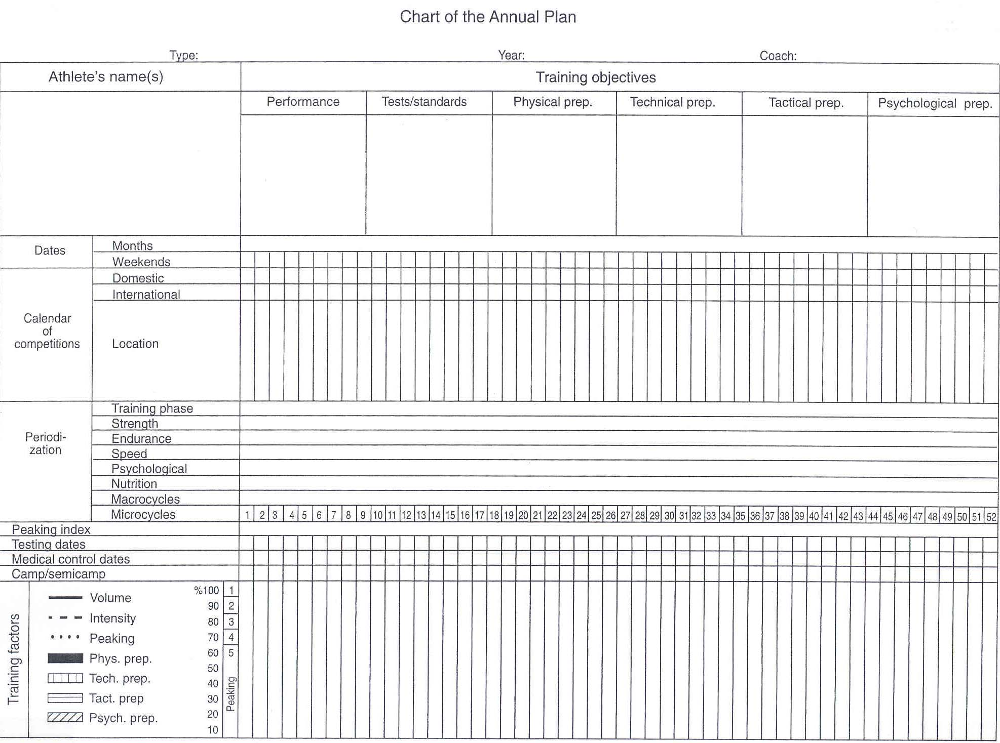 Chart of the Annual Plan
Type: Year: Coach:
Athlete's name(s) Training objectives
Performance Tests/standards Physical prep. Technical prep. Tactical prep. Psychological prep.
Dates
Months
Weekends
Calendar
of
competitions
Domestic
International
Location
Periodi-
zation
Training phase
Strength
Endurance
Speed
Psychological
Nutrition
Macrocycles
Microcycles 1 2 3 4 5 6 7 8 9 10 11 12 13 14 15 16 17 18 19 20 21 22 23 24 25 26 27 28 29 30 31 32 33 34 35 36 37 38 39 40 41 42 43 44 45 46 47 48 49 50 51 52
Peaking index
Testing dates
Medical control dates
Camp/semicamp
Training factors
Volume
Intensity
Peaking
Phys. prep.
Tech. prep.
Tact. prep
Psych. prep.
%100 1
90 2
80 3
70 4
60 5
50
40
30
20
10
Peaking